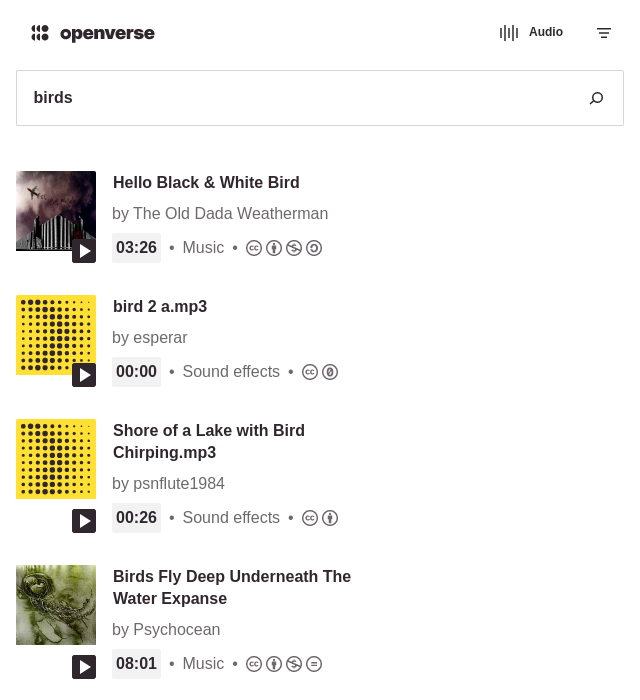 openverse
Audio
birds
Hello Black & White Bird
by The Old Dada Weatherman
03:26 • Music •
bird 2 a.mp3
by esperar
00:00 • Sound effects •
Shore of a Lake with Bird
Chirping.mp3
by psnflute1984
00:26 • Sound effects •
Birds Fly Deep Underneath The
Water Expanse
by Psychocean
08:01 • Music •